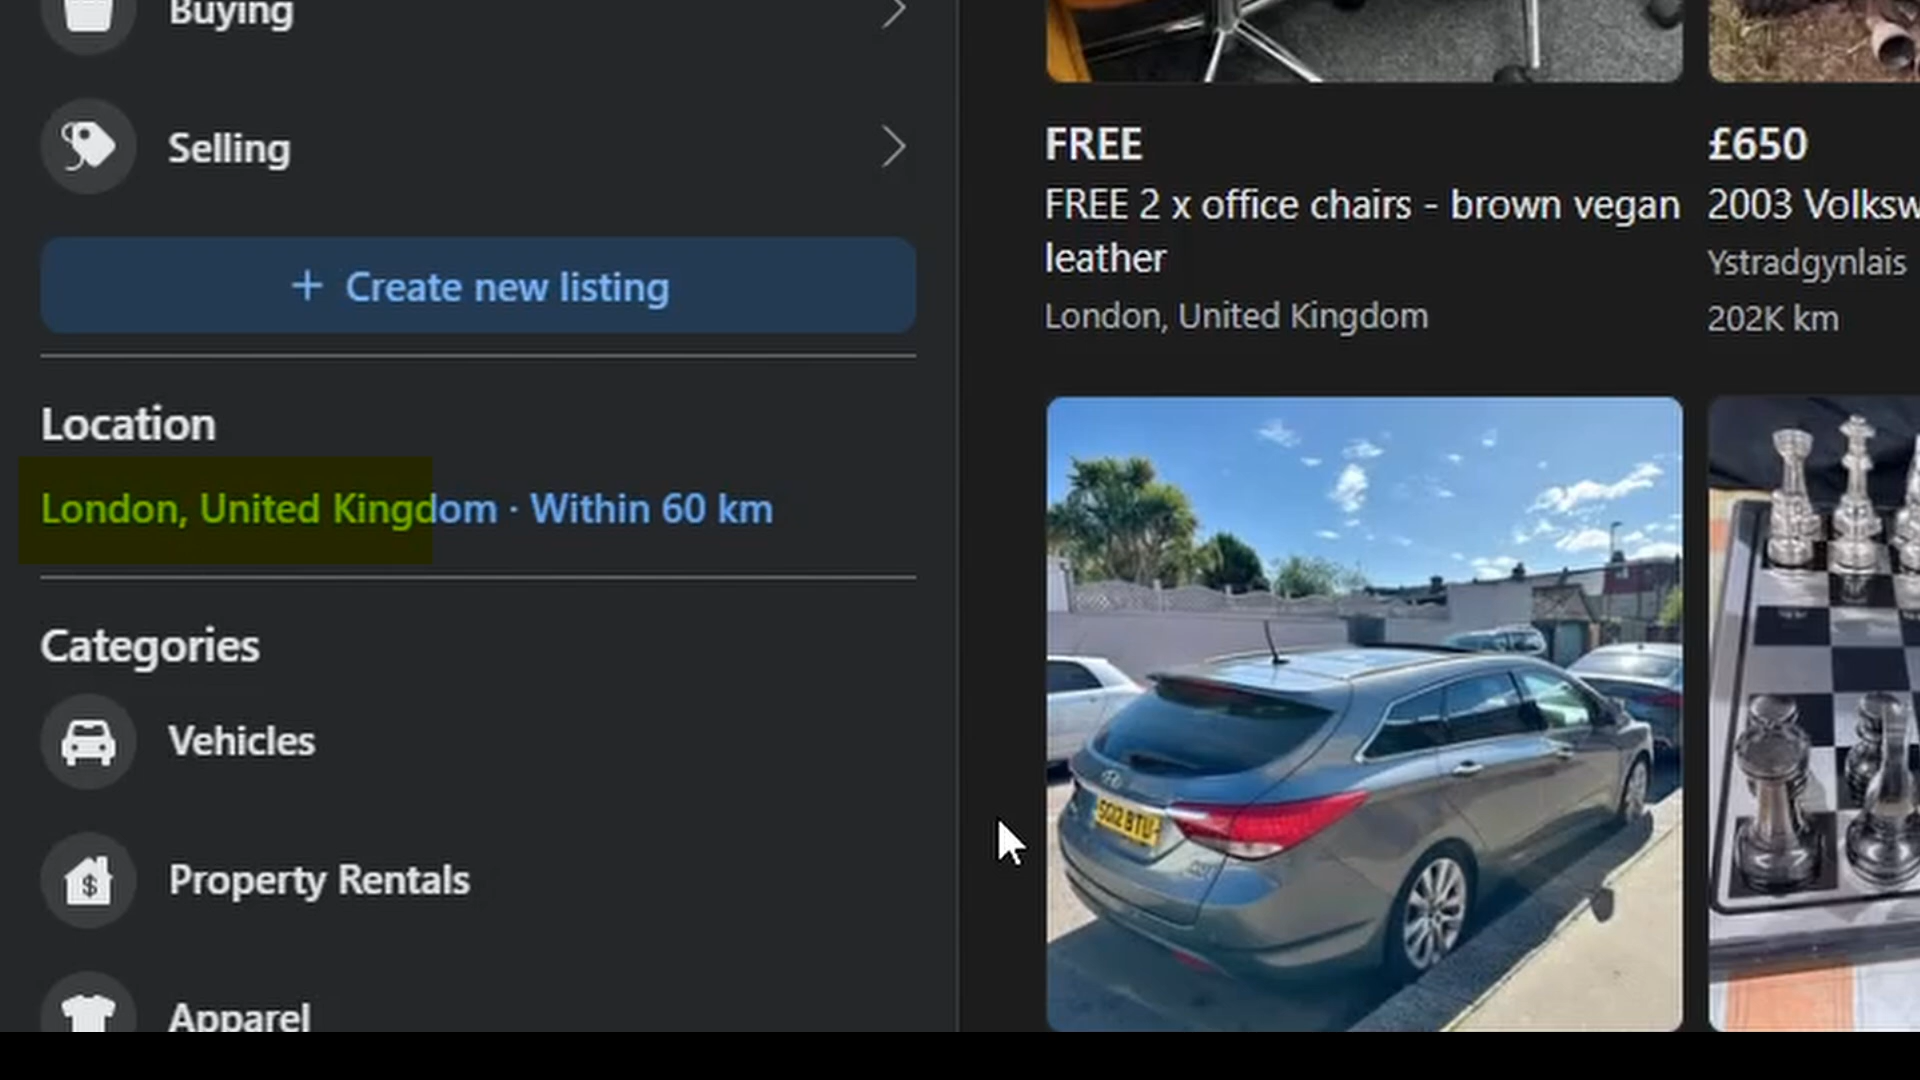 Buying
Selling
+ Create new listing
Location
London, United Kingdom · Within 60 km
Categories
Vehicles
Property Rentals
Apparel
FREE
FREE 2 x office chairs - brown vegan
leather
London, United Kingdom
£650
2003 Volksw
Ystradgynlais
202K km